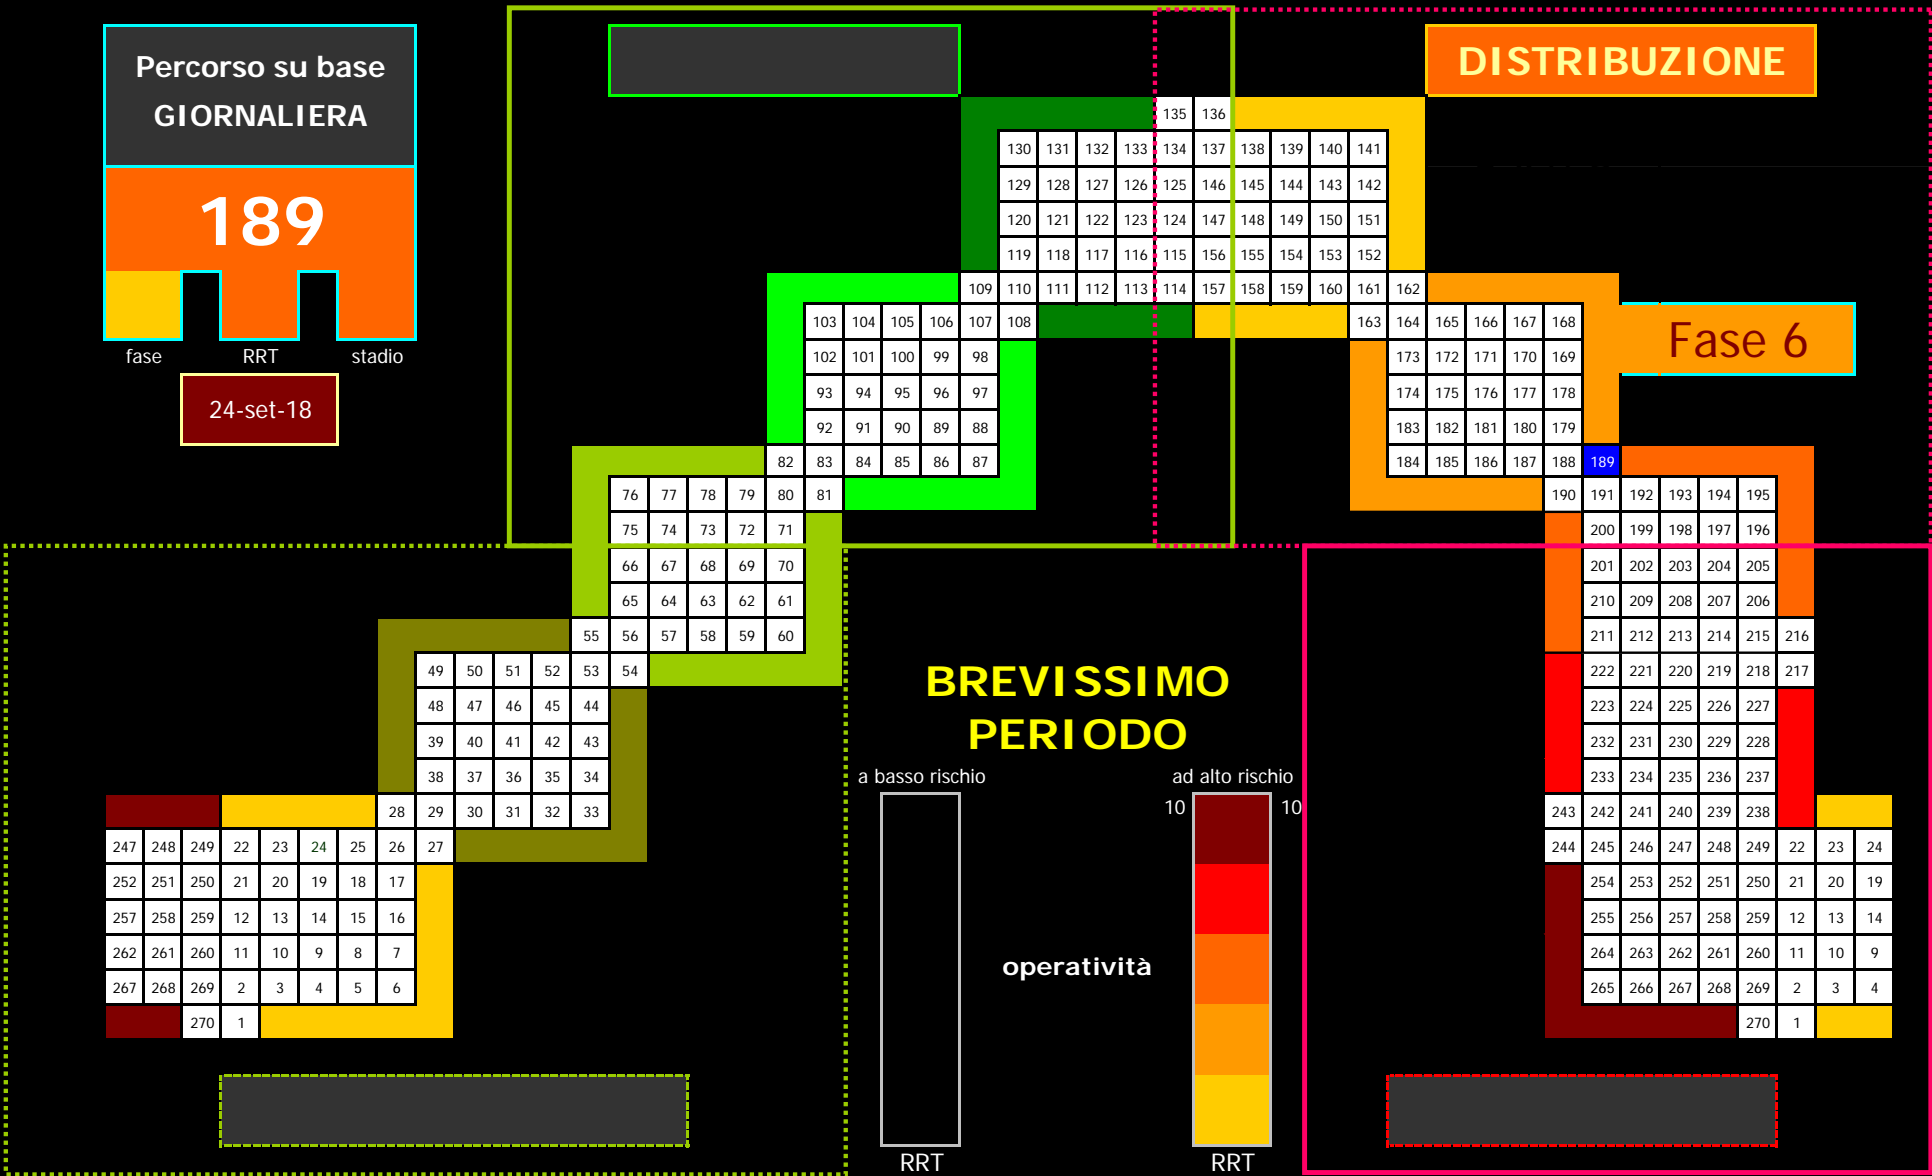 Percorso su base
GIORNALIERA
189
fase RRT stadio
24-set-18
DISTRIBUZIONE
135 136
130 131 132 133 134 137 138 139 140 141
129 128 127 126 125 146 145 144 143 142
120 121 122 123 124 147 148 149 150 151
119 118 117 116 115 156 155 154 153 152
109 110 111 112 113 114 157 158 159 160 161 162
103 104 105 106 107 108 163 164 165 166 167 168
Fase 6
102 101 100 99 98 173 172 171 170 169
93 94 95 96 97 174 175 176 177 178
92 91 90 89 88 183 182 181 180 179
82 83 84 85 86 87 184 185 186 187 188 189
76 77 78 79 80 81 190 191 192 193 194 195
75 74 73 72 71 200 199 198 197 196
66 67 68 69 70 201 202 203 204 205
65 64 63 62 61 210 209 208 207 206
55 56 57 58 59 60 211 212 213 214 215 216
49 50 51 52 53 54 222 221 220 219 218 217
48 47 46 45 44 223 224 225 226 227
39 40 41 42 43 232 231 230 229 228
38 37 36 35 34 233 234 235 236 237
28 29 30 31 32 33 243 242 241 240 239 238
247 248 249 22 23 24 25 26 27 244 245 246 247 248 249 22 23 24
252 251 250 21 20 19 18 17 254 253 252 251 250 21 20 19
257 258 259 12 13 14 15 16 255 256 257 258 259 12 13 14
262 261 260 11 10 9 8 7 264 263 262 261 260 11 10 9
267 268 269 2 3 4 5 6 265 266 267 268 269 2 3 4
270 1 270 1
BREVISSIMO
PERIODO
a basso rischio ad alto rischio
10 10
operatività
RRT RRT